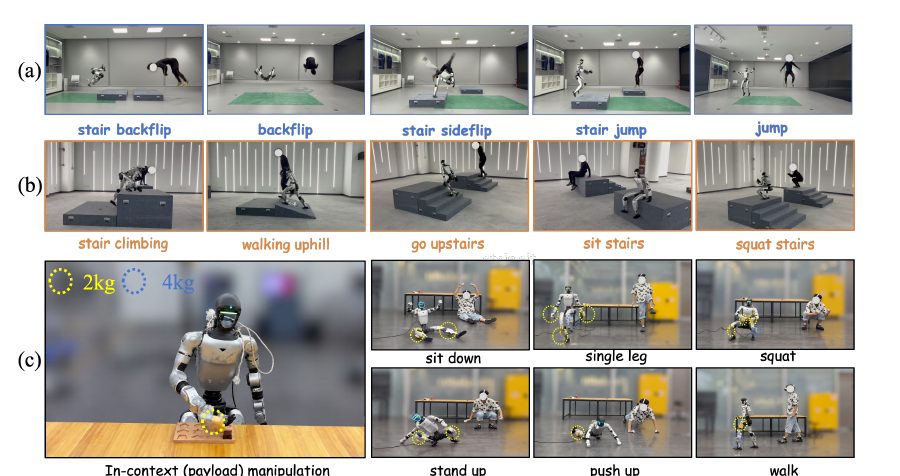 (a)
stair backflip
backflip
stair sideflip
stair jump
jump
(b)
stair climbing
walking uphill
go upstairs
sit stairs
squat stairs
(c)
2kg
4kg
sit down
single leg
squat
In-context (payload) manipulation
stand up
push up
walk